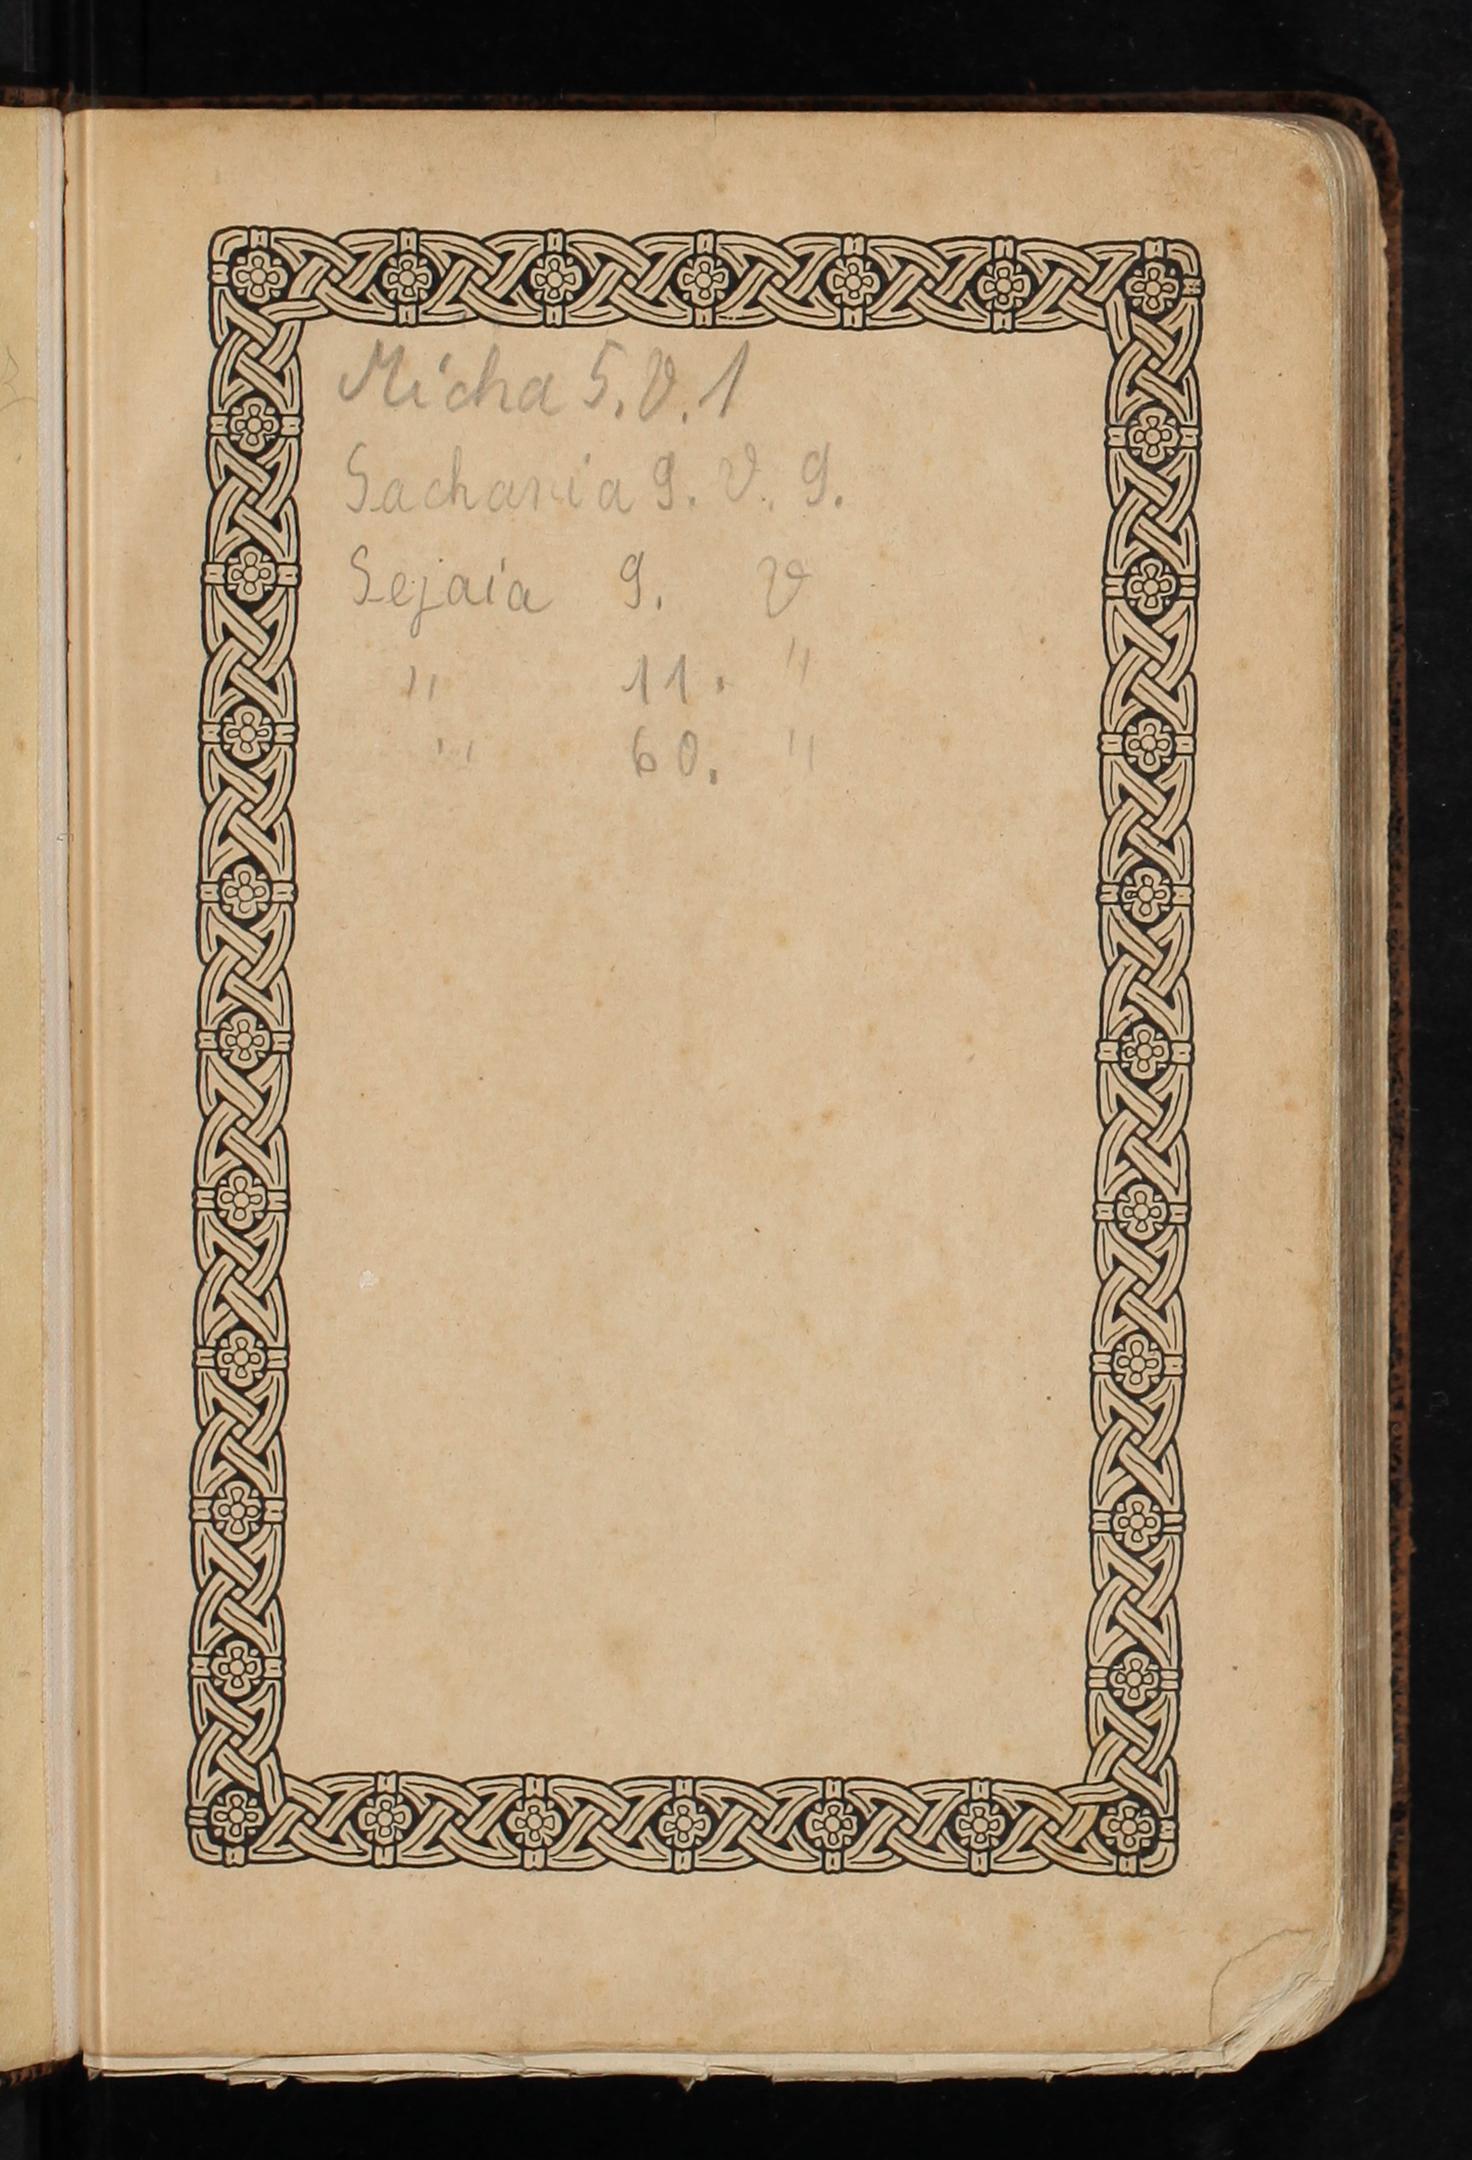 Micha 5. V. 1
Sacharia 9. V. 9.
Sejaia 9. V
" 11. "
" 60. "